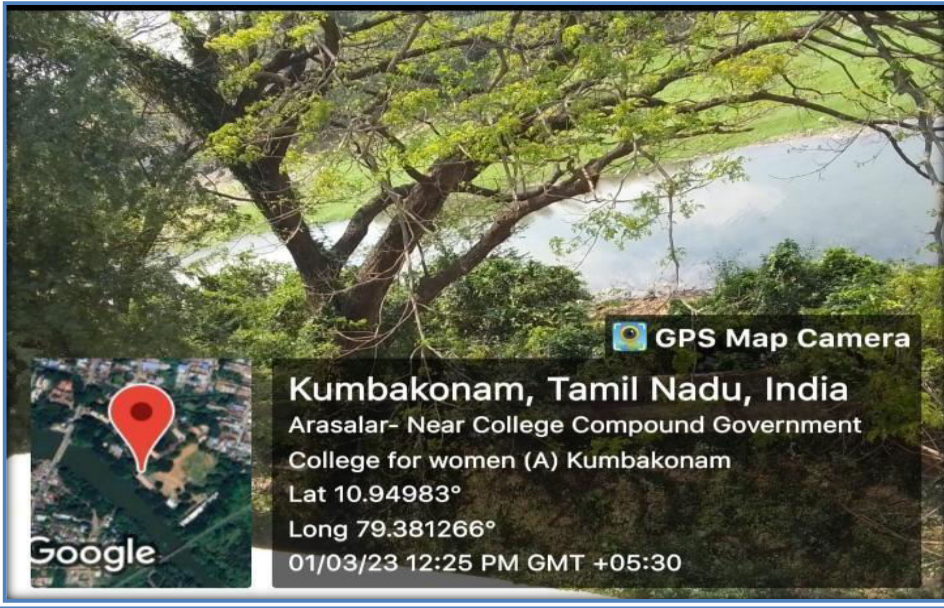 GPS Map Camera
Kumbakonam, Tamil Nadu, India
Arasalar- Near College Compound Government
College for women (A) Kumbakonam
Lat 10.94983°
Long 79.381266°
01/03/23 12:25 PM GMT +05:30
Google